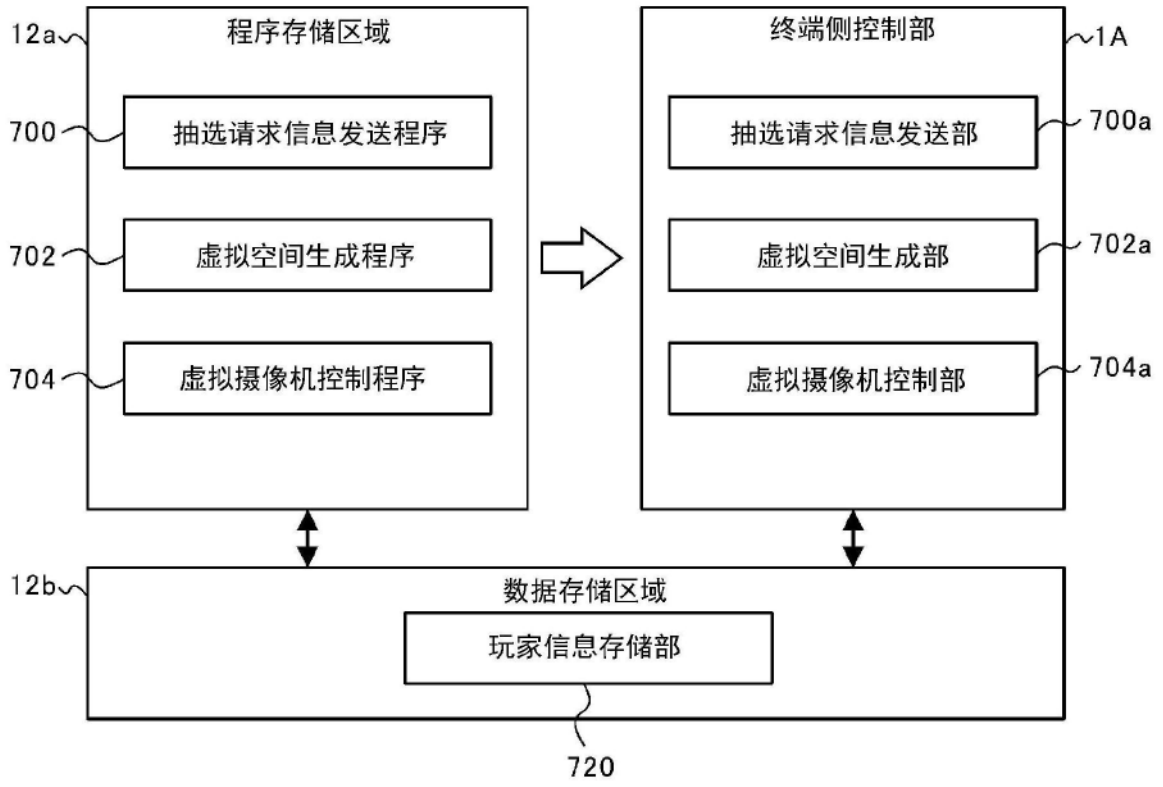 12a
程序存储区域
700
抽选请求信息发送程序
702
虚拟空间生成程序
704
虚拟摄像机控制程序
终端侧控制部
1A
抽选请求信息发送部
700a
虚拟空间生成部
702a
虚拟摄像机控制部
704a
12b
数据存储区域
玩家信息存储部
720